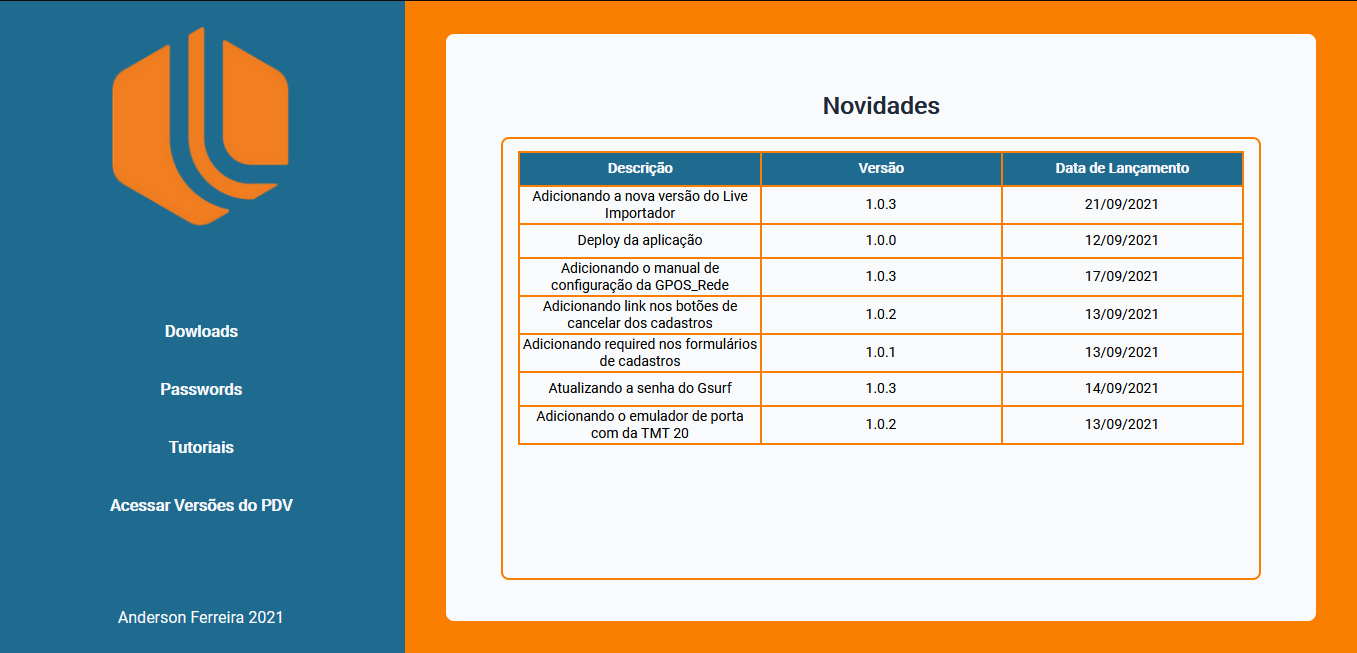 Dowloads
Passwords
Tutoriais
Acessar Versões do PDV
Anderson Ferreira 2021
Novidades
Descrição Versão Data de Lançamento
Adicionando a nova versão do Live
Importador
1.0.3 21/09/2021
Deploy da aplicação 1.0.0 12/09/2021
Adicionando o manual de
configuração da GPOS_Rede
1.0.3 17/09/2021
Adicionando link nos botões de
cancelar dos cadastros
1.0.2 13/09/2021
Adicionando required nos formulários
de cadastros
1.0.1 13/09/2021
Atualizando a senha do Gsurf 1.0.3 14/09/2021
Adicionando o emulador de porta
com da TMT 20
1.0.2 13/09/2021